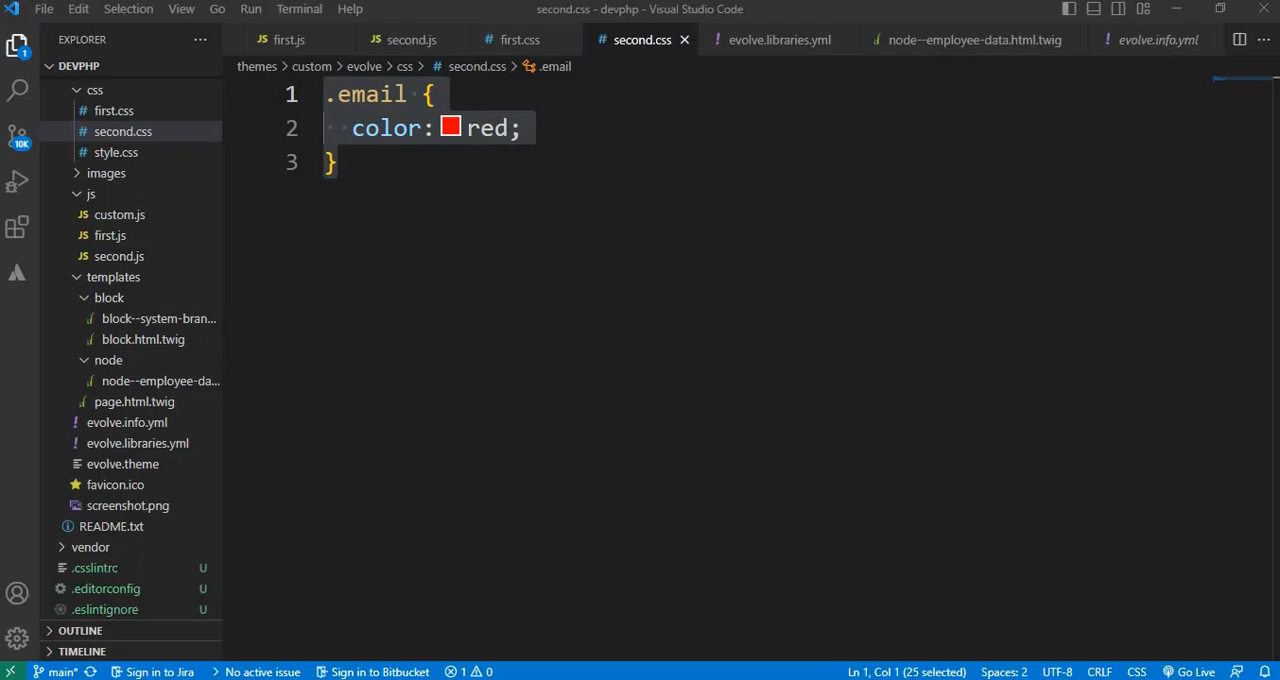 File Edit Selection View Go Run Terminal Help
second.css - devphp - Visual Studio Code
EXPLORER
first.js
second.js
first.css
second.css
evolve.libraries.yml
node--employee-data.html.twig
evolve.info.yml
1
DEVPHP
themes > custom > evolve > css > # second.css > .email
css
first.css
second.css
style.css
images
js
custom.js
first.js
second.js
templates
block
block--system-bran...
block.html.twig
node
node--employee-da...
page.html.twig
evolve.info.yml
evolve.libraries.yml
evolve.theme
favicon.ico
screenshot.png
README.txt
vendor
.csslintrc U
.editorconfig U
.eslintignore U
OUTLINE
TIMELINE
10K
1 .email {
2 color: red;
3 }
main* Sign in to Jira No active issue Sign in to Bitbucket 1 0
Ln 1, Col 1 (25 selected) Spaces: 2 UTF-8 CRLF CSS Go Live